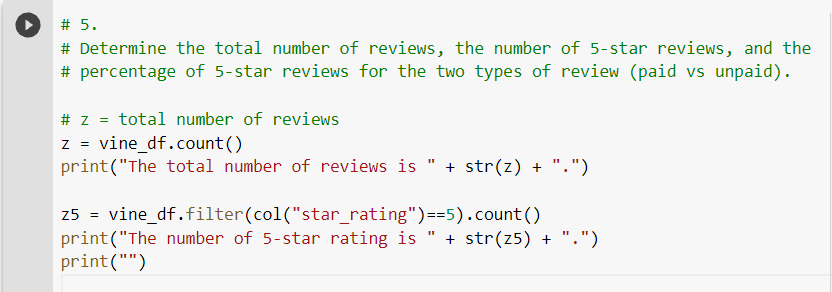 # 5.
# Determine the total number of reviews, the number of 5-star reviews, and the
# percentage of 5-star reviews for the two types of review (paid vs unpaid).
# z = total number of reviews
z = vine_df.count()
print("The total number of reviews is " + str(z) + ".")
z5 = vine_df.filter(col("star_rating")==5).count()
print("The number of 5-star rating is " + str(z5) + ".")
print("")